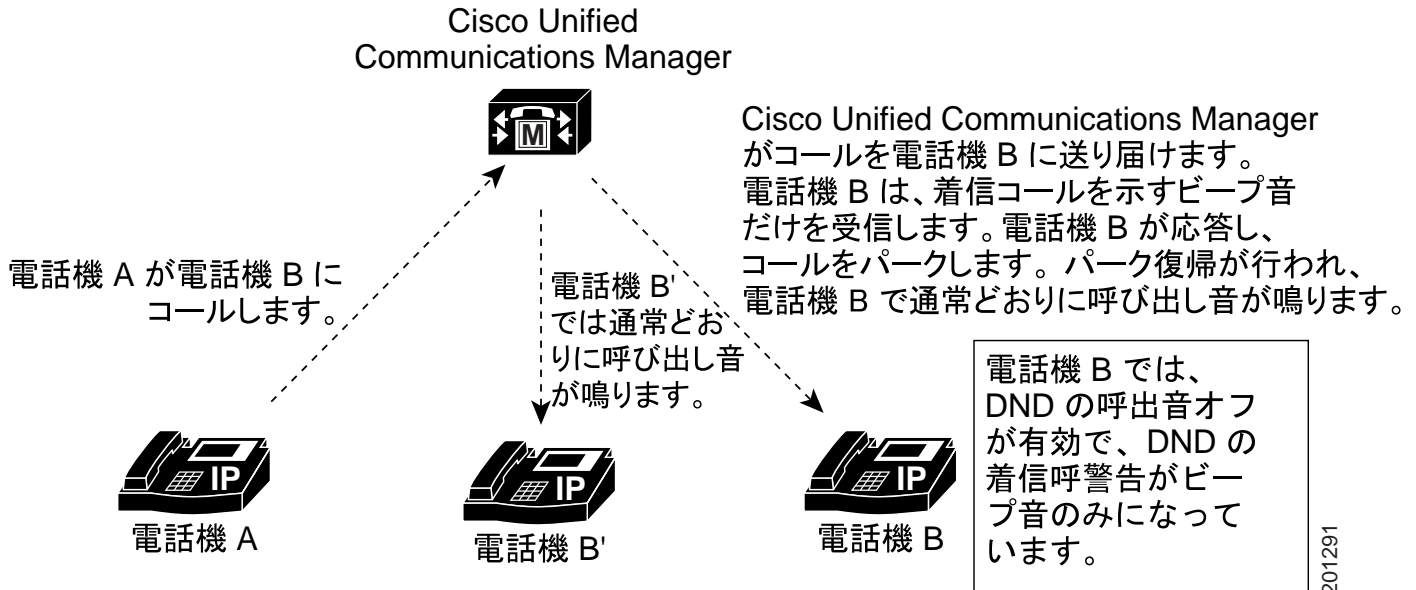 Cisco Unified
Communications Manager
M
Cisco Unified Communications Manager
がコールを電話機 B に送り届けます。
電話機 B は、着信コールを示すビープ音
だけを受信します。電話機 B が応答し、
コールをパークします。パーク復帰が行われ、
電話機 B で通常どおりに呼び出し音が鳴ります。
電話機 A が電話機 B に
コールします。
電話機 B'
では通常どお
りに呼び出し音
が鳴ります。
電話機 B では、
DND の呼出音オフ
が有効で、DND の
着信呼警告がビー
プ音のみになって
います。
IP
電話機 A
IP
電話機 B'
IP
電話機 B
201291